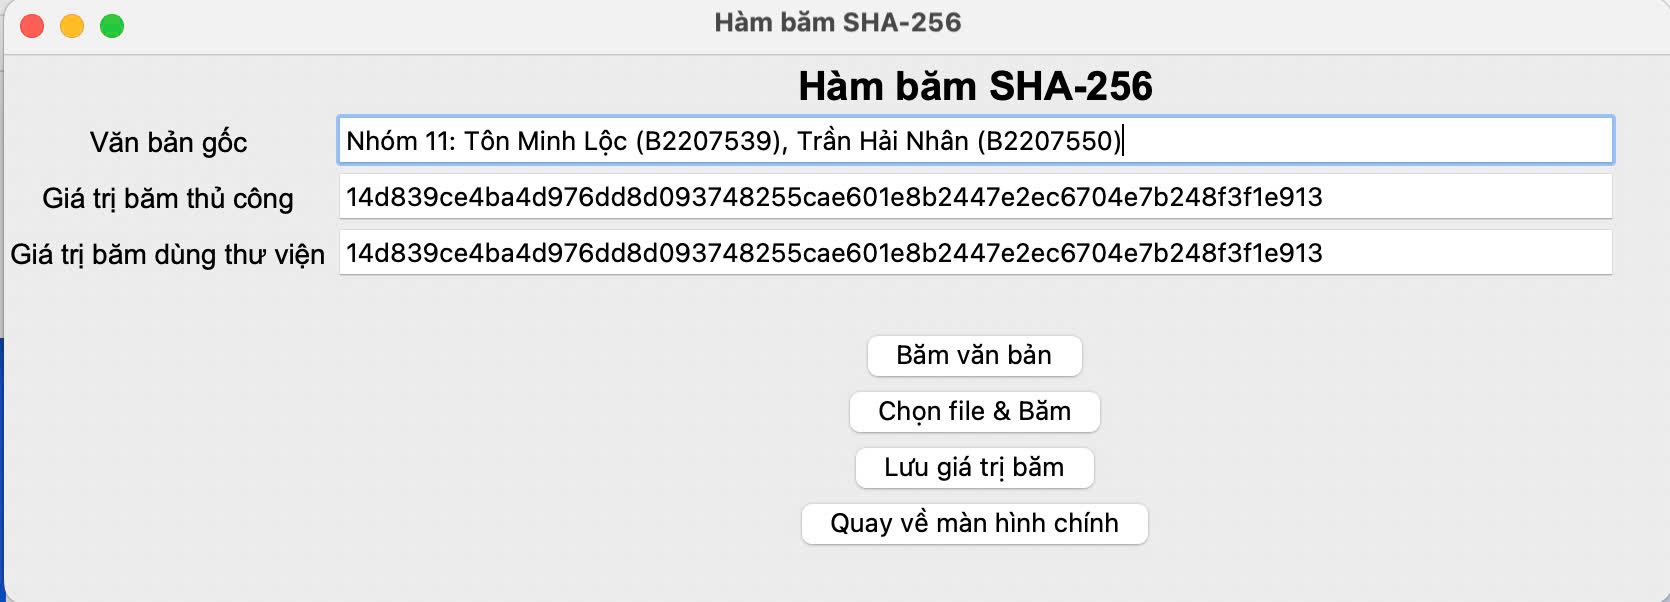 Hàm băm SHA-256
Hàm băm SHA-256
Văn bản gốc
Nhóm 11: Tôn Minh Lộc (B2207539), Trần Hải Nhân (B2207550)
Giá trị băm thủ công
14d839ce4ba4d976dd8d093748255cae601e8b2447e2ec6704e7b248f3f1e913
Giá trị băm dùng thư viện
14d839ce4ba4d976dd8d093748255cae601e8b2447e2ec6704e7b248f3f1e913
Băm văn bản
Chọn file & Băm
Lưu giá trị băm
Quay về màn hình chính